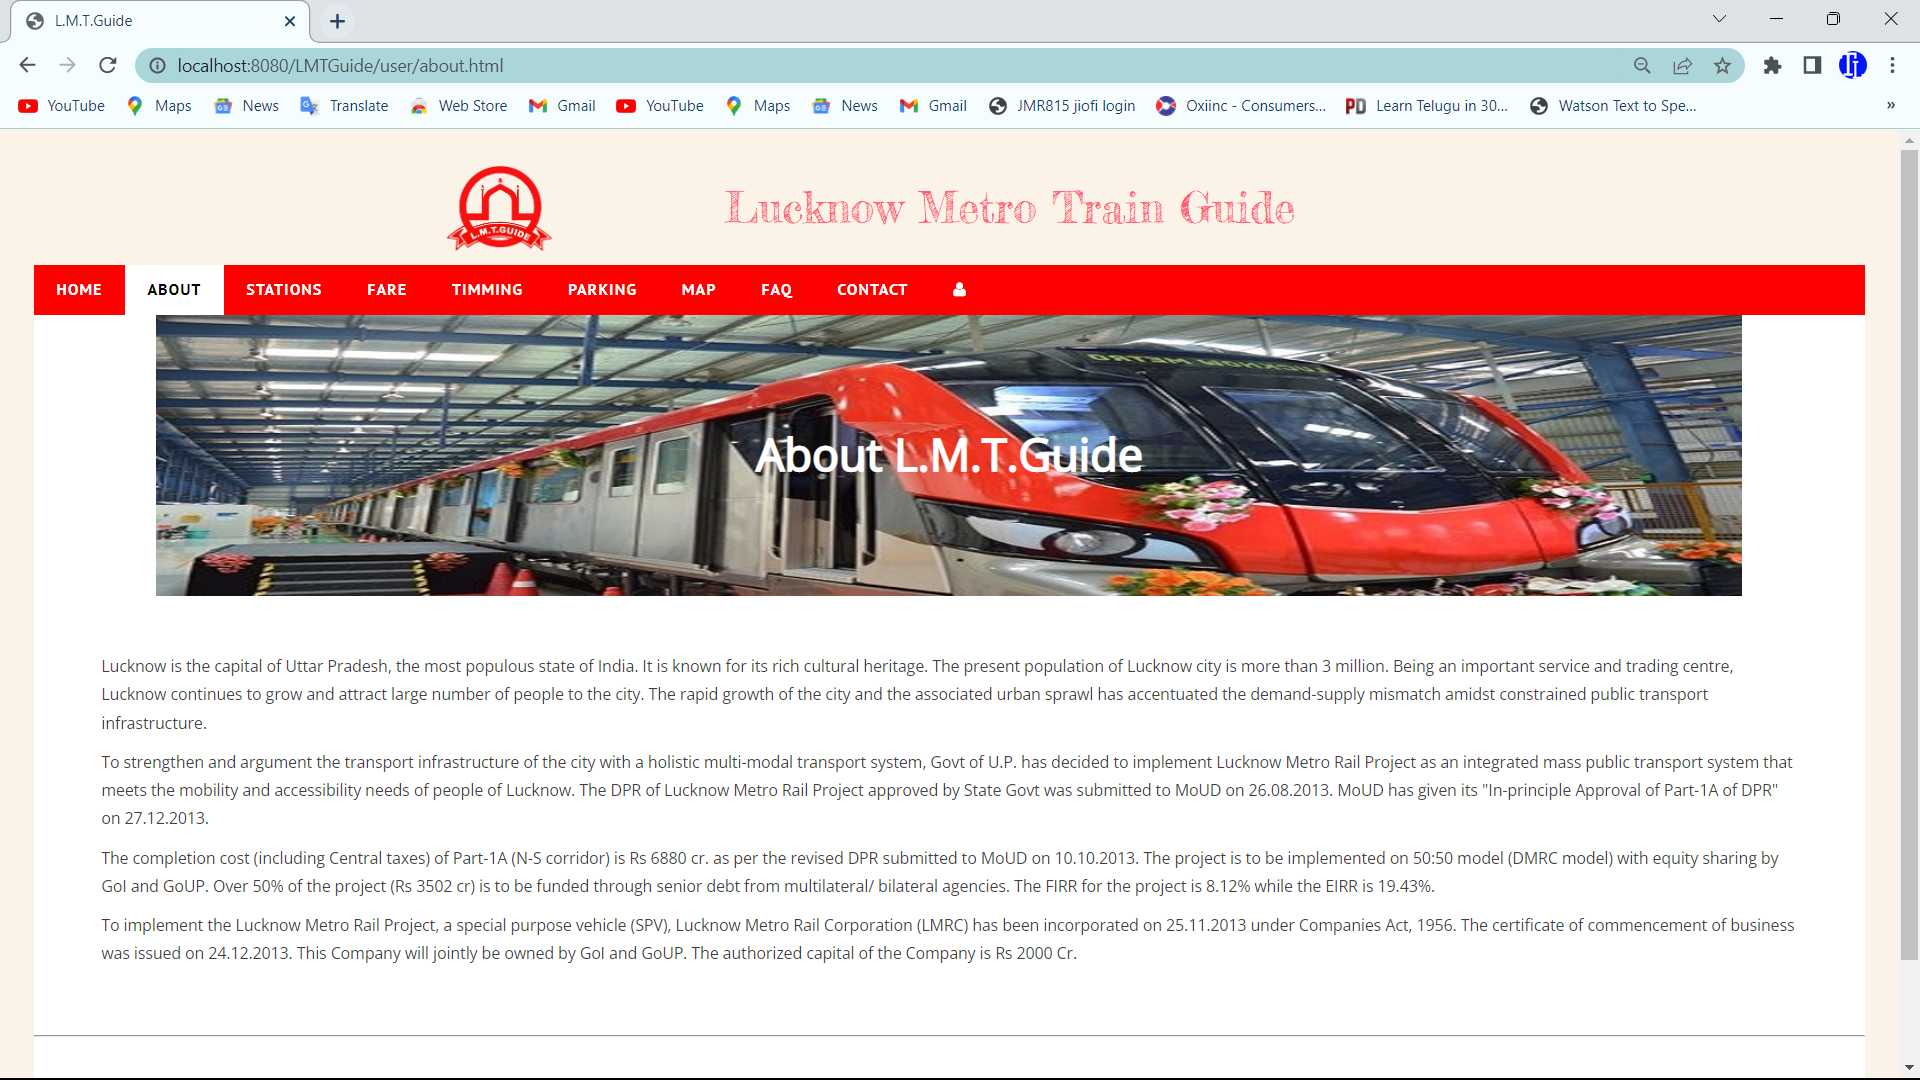 L.M.T.Guide
localhost:8080/LMTGuide/user/about.html
YouTube Maps News Translate Web Store Gmail YouTube Maps News Gmail JMR815 jiofi login Oxiinc - Consumers... PD Learn Telugu in 30... Watson Text to Spe... »
L.M.T.GUIDE
Lucknow Metro Train Guide
HOME ABOUT STATIONS FARE TIMMING PARKING MAP FAQ CONTACT
LUCKNOW METRO
About L.M.T.Guide
Lucknow is the capital of Uttar Pradesh, the most populous state of India. It is known for its rich cultural heritage. The present population of Lucknow city is more than 3 million. Being an important service and trading centre,
Lucknow continues to grow and attract large number of people to the city. The rapid growth of the city and the associated urban sprawl has accentuated the demand-supply mismatch amidst constrained public transport
infrastructure.
To strengthen and argument the transport infrastructure of the city with a holistic multi-modal transport system, Govt of U.P. has decided to implement Lucknow Metro Rail Project as an integrated mass public transport system that
meets the mobility and accessibility needs of people of Lucknow. The DPR of Lucknow Metro Rail Project approved by State Govt was submitted to MoUD on 26.08.2013. MoUD has given its "In-principle Approval of Part-1A of DPR"
on 27.12.2013.
The completion cost (including Central taxes) of Part-1A (N-S corridor) is Rs 6880 cr. as per the revised DPR submitted to MoUD on 10.10.2013. The project is to be implemented on 50:50 model (DMRC model) with equity sharing by
GoI and GoUP. Over 50% of the project (Rs 3502 cr) is to be funded through senior debt from multilateral/ bilateral agencies. The FIRR for the project is 8.12% while the EIRR is 19.43%.
To implement the Lucknow Metro Rail Project, a special purpose vehicle (SPV), Lucknow Metro Rail Corporation (LMRC) has been incorporated on 25.11.2013 under Companies Act, 1956. The certificate of commencement of business
was issued on 24.12.2013. This Company will jointly be owned by GoI and GoUP. The authorized capital of the Company is Rs 2000 Cr.